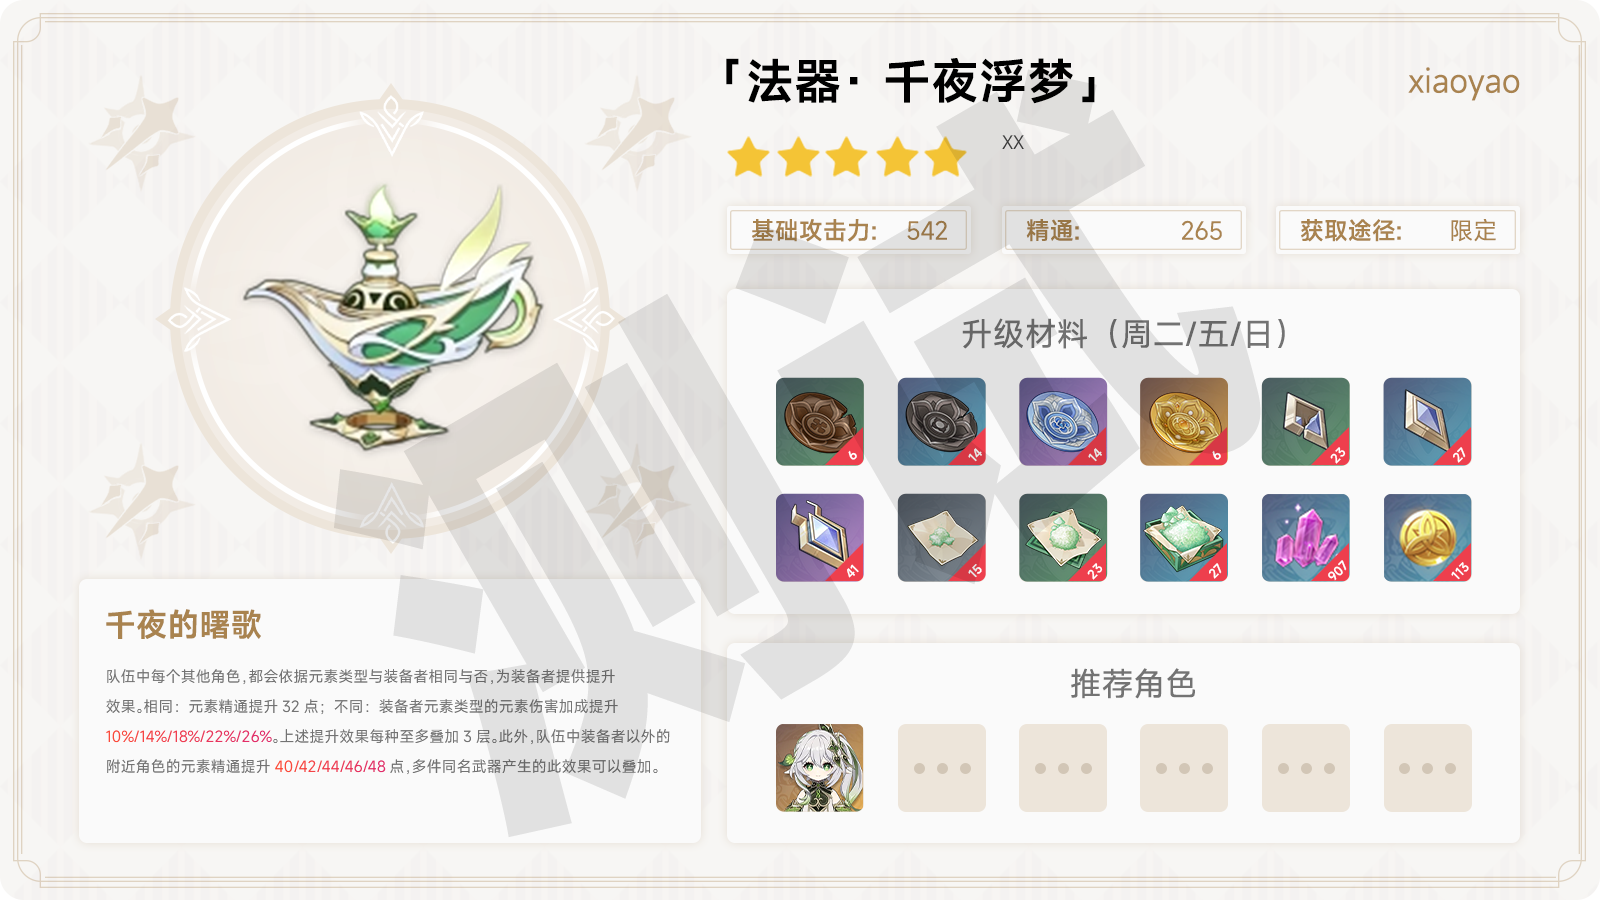 「法器· 千夜浮梦」
xiaoyao
XX
基础攻击力: 542
精通: 265
获取途径: 限定
升级材料（周二/五/日）
6
14
14
6
23
27
41
15
23
27
907
113
千夜的曙歌
队伍中每个其他角色,都会依据元素类型与装备者相同与否,为装备者提供提升
效果。相同：元素精通提升 32 点；不同：装备者元素类型的元素伤害加成提升
10%/14%/18%/22%/26%。上述提升效果每种至多叠加 3 层。此外,队伍中装备者以外的
附近角色的元素精通提升 40/42/44/46/48 点,多件同名武器产生的此效果可以叠加。
推荐角色
测试